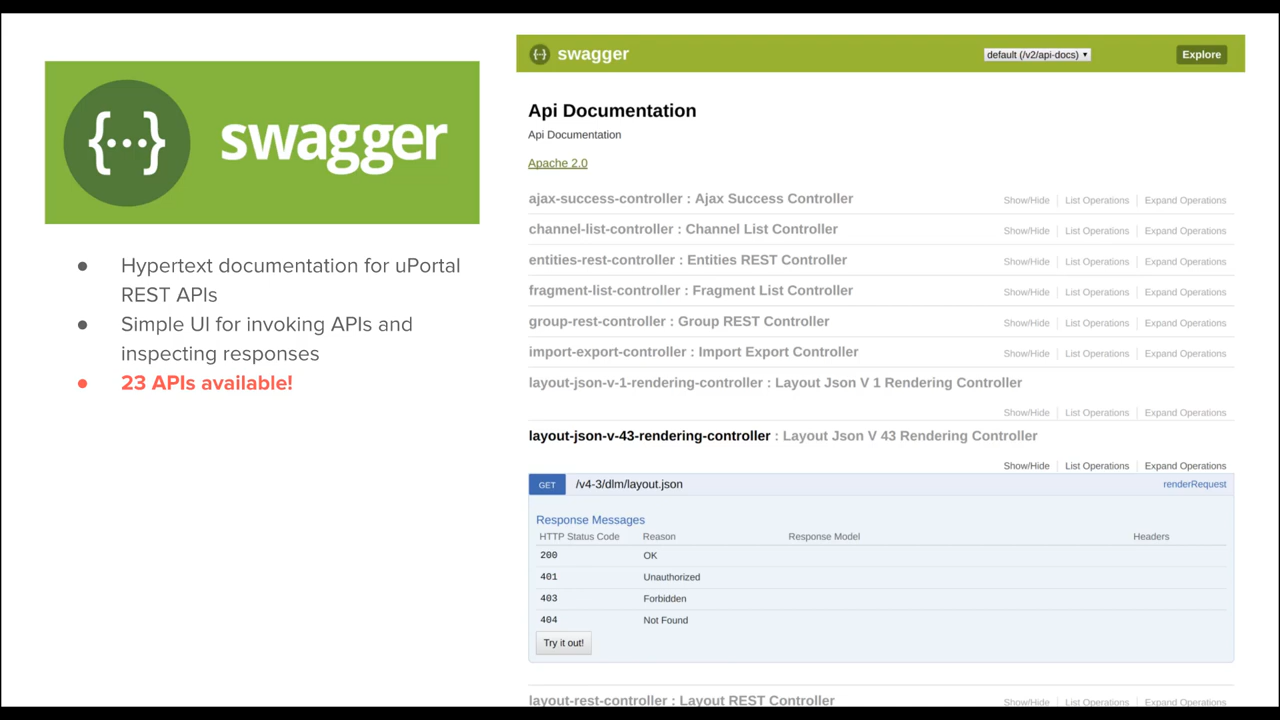 {···} swagger
Hypertext documentation for uPortal
REST APIs
Simple UI for invoking APIs and
inspecting responses
23 APIs available!
{···} swagger default (/v2/api-docs) Explore
Api Documentation
Api Documentation
Apache 2.0
ajax-success-controller : Ajax Success Controller Show/Hide List Operations Expand Operations
channel-list-controller : Channel List Controller Show/Hide List Operations Expand Operations
entities-rest-controller : Entities REST Controller Show/Hide List Operations Expand Operations
fragment-list-controller : Fragment List Controller Show/Hide List Operations Expand Operations
group-rest-controller : Group REST Controller Show/Hide List Operations Expand Operations
import-export-controller : Import Export Controller Show/Hide List Operations Expand Operations
layout-json-v-1-rendering-controller : Layout Json V 1 Rendering Controller
Show/Hide List Operations Expand Operations
layout-json-v-43-rendering-controller : Layout Json V 43 Rendering Controller
Show/Hide List Operations Expand Operations
GET /v4-3/dlm/layout.json renderRequest
Response Messages
HTTP Status Code Reason Response Model Headers
200 OK
401 Unauthorized
403 Forbidden
404 Not Found
Try it out!
layout-rest-controller : Layout REST Controller Show/Hide List Operations Expand Operations